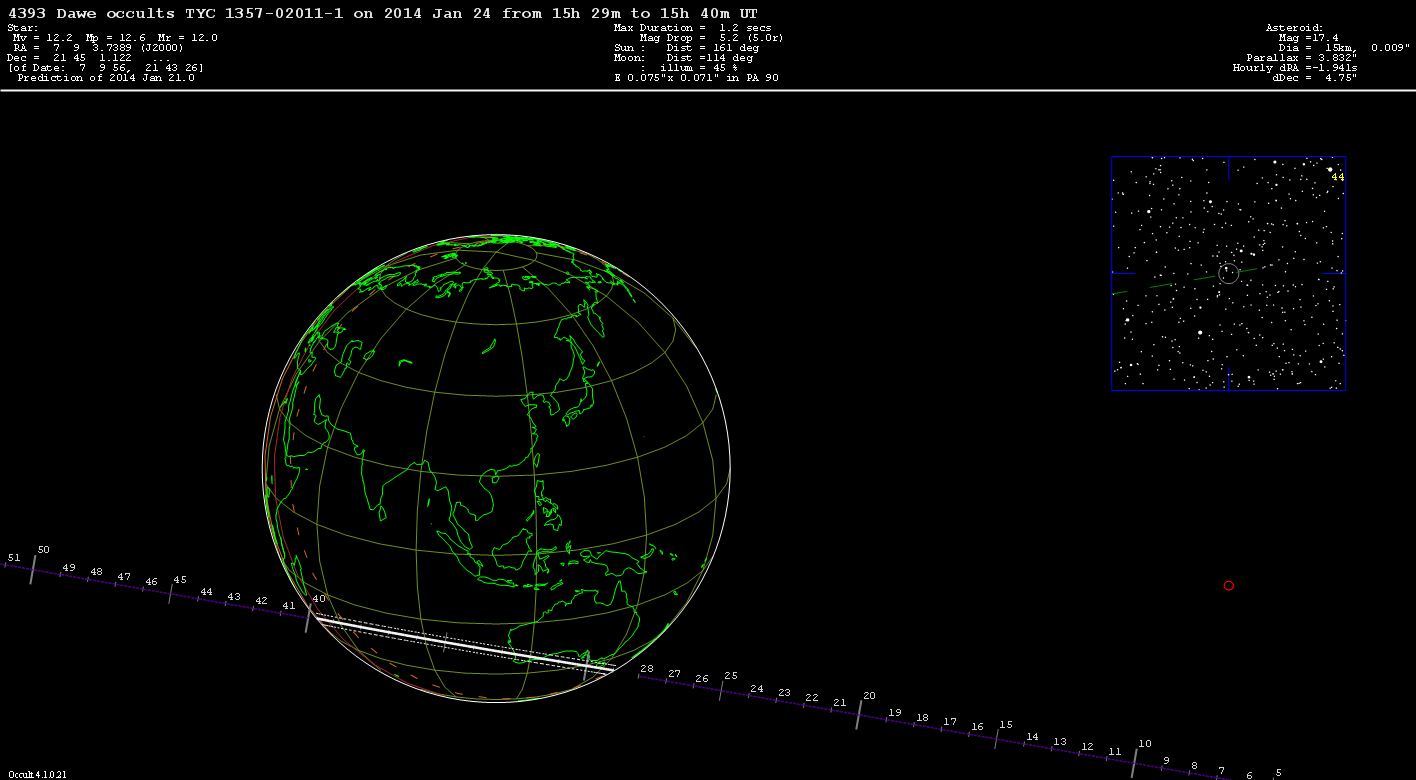 4393 Dawe occults TYC 1357-02011-1 on 2014 Jan 24 from 15h 29m to 15h 40m UT
Star:
Mv = 12.2 Mp = 12.6 Mr = 12.0
RA = 7 9 3.7389 (J2000)
Dec = 21 45 1.122 ...
[of Date: 7 9 56, 21 43 26]
Prediction of 2014 Jan 21.0
Max Duration = 1.2 secs
Mag Drop = 5.2 (5.0r)
Sun : Dist = 161 deg
Moon: Dist =114 deg
: illum = 45 %
E 0.075"x 0.071" in PA 90
Asteroid:
Mag =17.4
Dia = 15km, 0.009"
Parallax = 3.832"
Hourly dRA =-1.941s
dDec = 4.75"
44
51 50 49 48 47 46 45 44 43 42 41 40
28 27 26 25 24 23 22 21 20 19 18 17 16 15 14 13 12 11 10 9 8 7 6 5
Occult 4.1.0.21